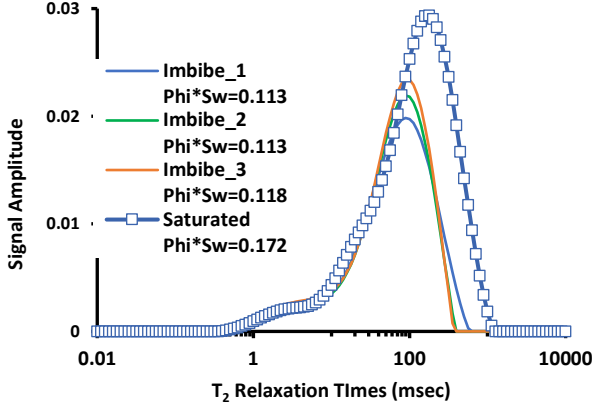 0.03
0.02
0.01
0
Signal Amplitude
Imbibe_1
Phi*Sw=0.113
Imbibe_2
Phi*Sw=0.113
Imbibe_3
Phi*Sw=0.118
Saturated
Phi*Sw=0.172
0.01 1 100 10000
T₂ Relaxation TImes (msec)